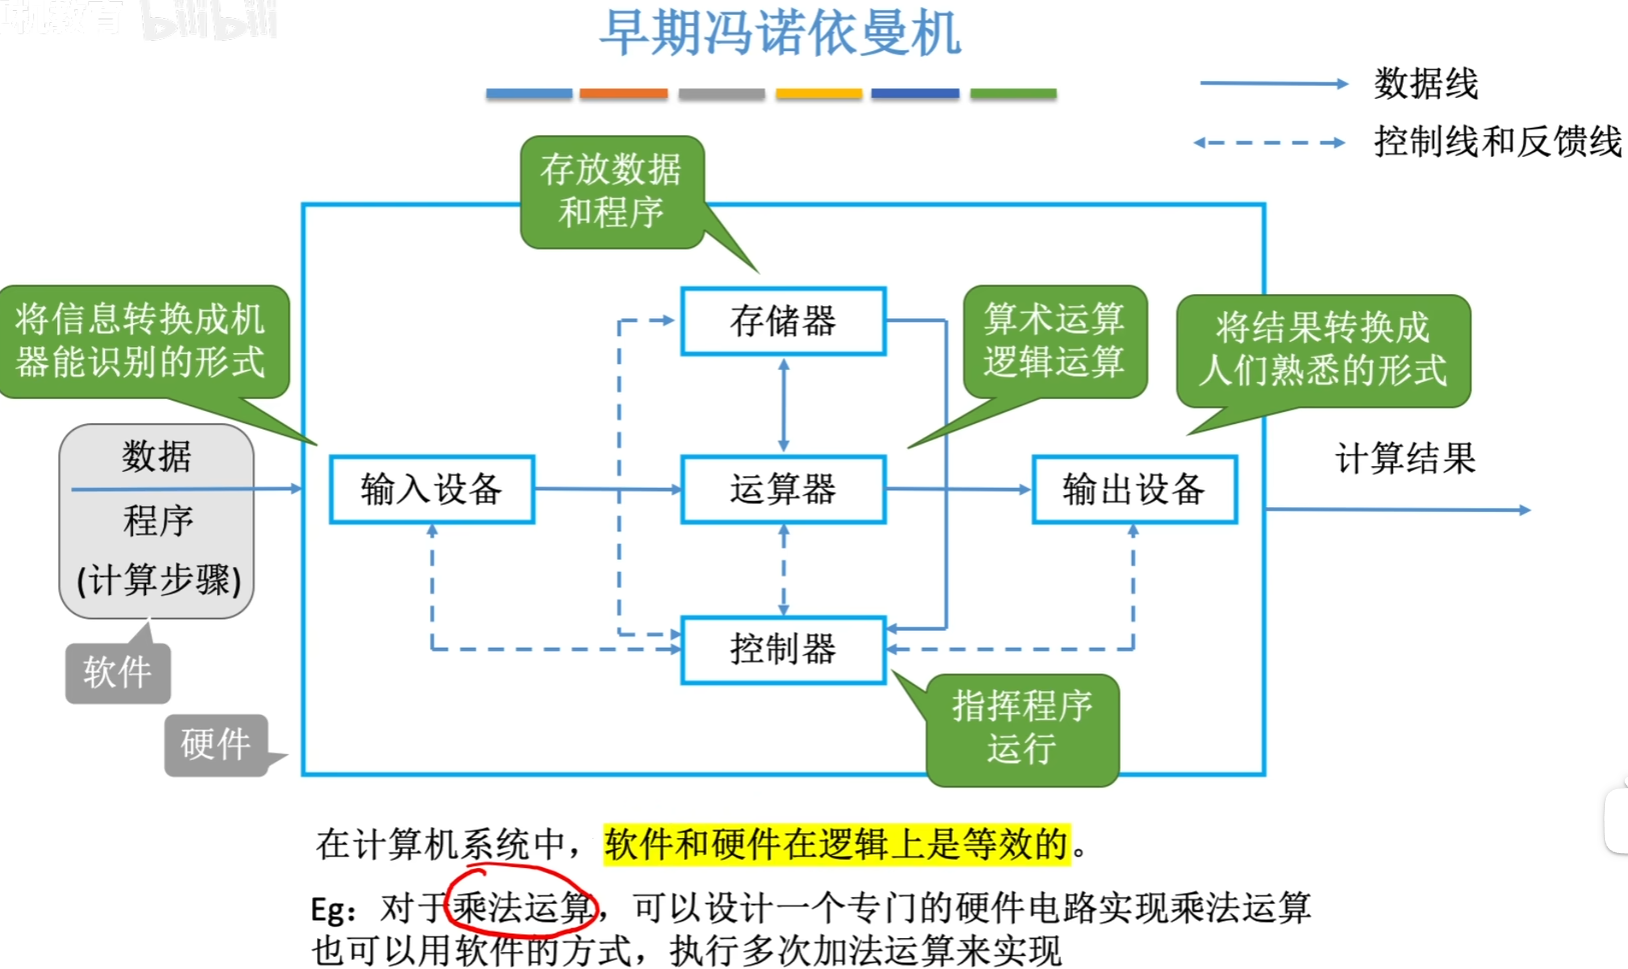 bilibili
早期冯诺依曼机
数据线
控制线和反馈线
存放数据
和程序
将信息转换成机
器能识别的形式
存储器
算术运算
逻辑运算
将结果转换成
人们熟悉的形式
数据
程序
(计算步骤)
输入设备
运算器
输出设备
计算结果
软件
控制器
硬件
指挥程序
运行
在计算机系统中，软件和硬件在逻辑上是等效的。
Eg：对于乘法运算，可以设计一个专门的硬件电路实现乘法运算
也可以用软件的方式，执行多次加法运算来实现